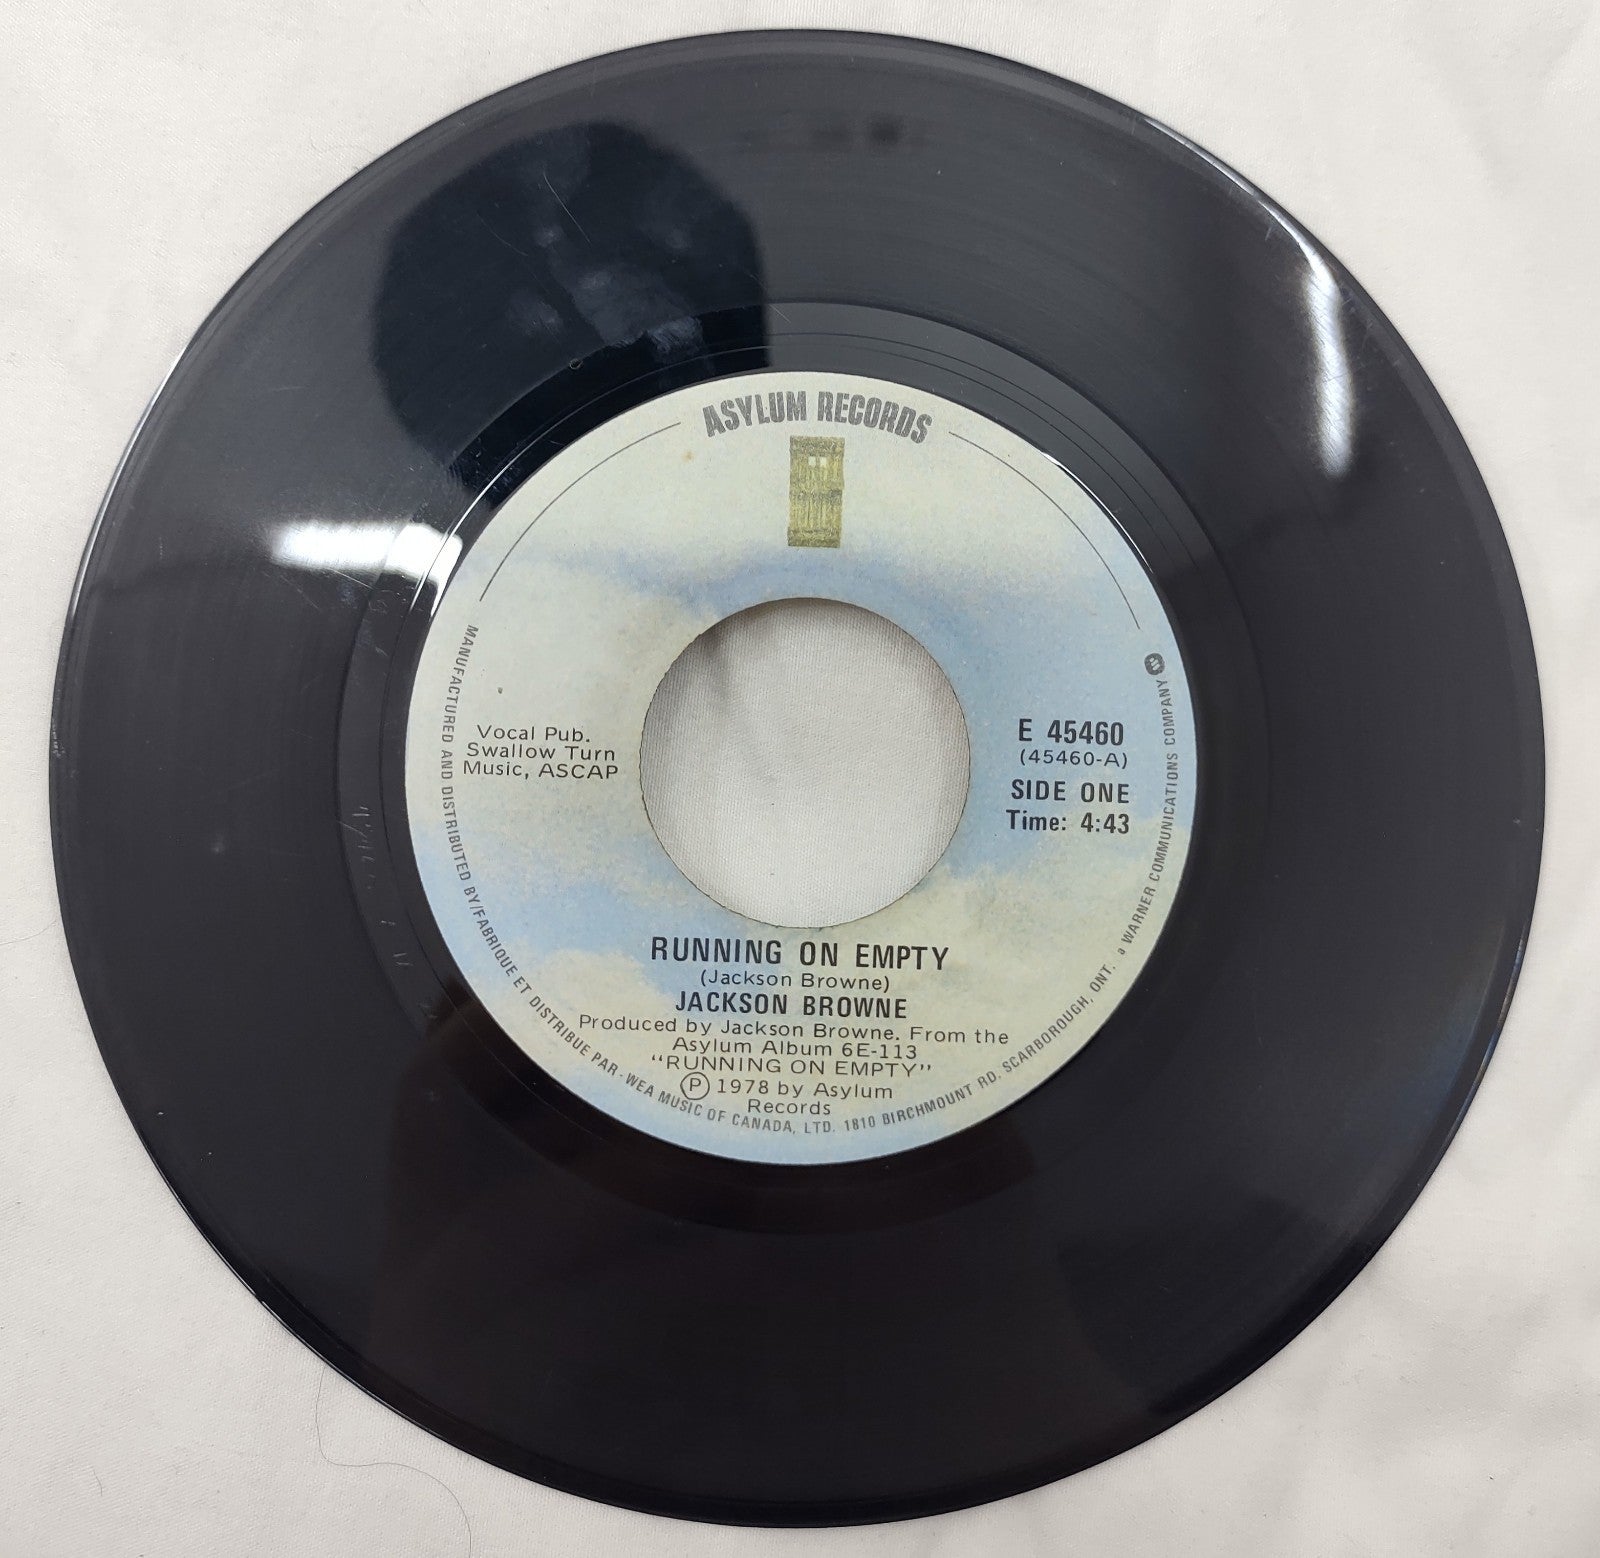 ASYLUM RECORDS
Vocal Pub.
Swallow Turn
Music, ASCAP
E 45460
(45460-A)
SIDE ONE
Time: 4:43
RUNNING ON EMPTY
(Jackson Browne)
JACKSON BROWNE
Produced by Jackson Browne. From the
Asylum Album 6E-113
"RUNNING ON EMPTY"
Ⓟ 1978 by Asylum
Records
MANUFACTURED AND DISTRIBUTED BY/FABRIQUE ET DISTRIBUE PAR - WEA MUSIC OF CANADA, LTD. 1810 BIRCHMOUNT RD. SCARBOROUGH, ONT. a WARNER COMMUNICATIONS COMPANY